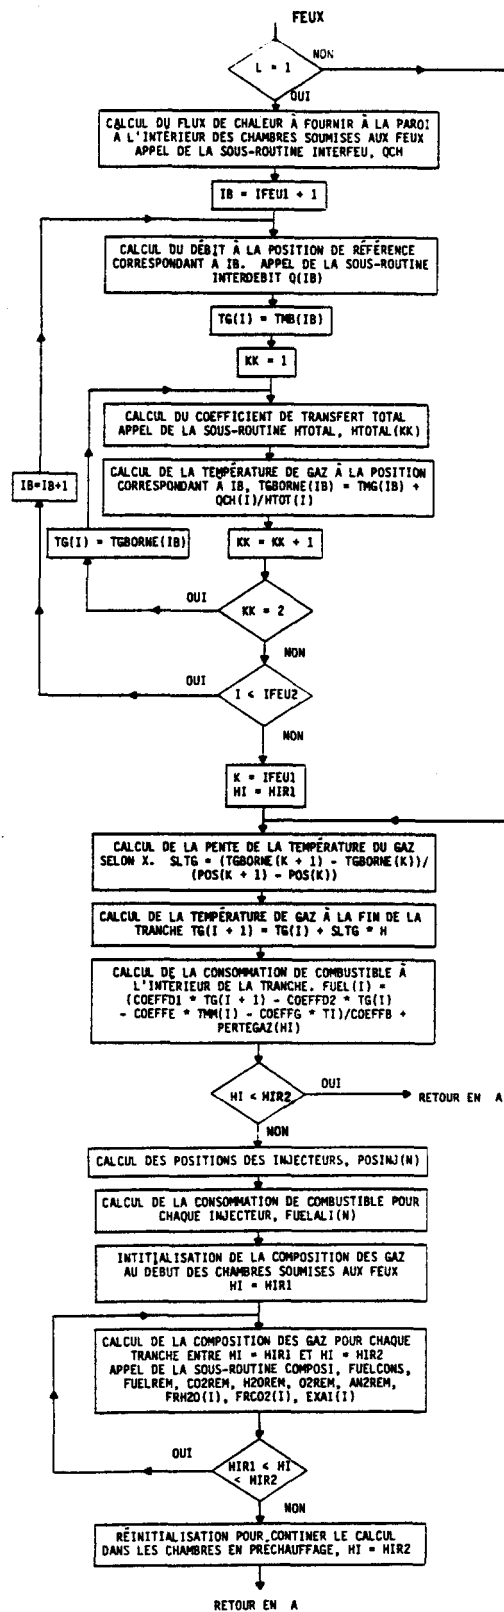 FEUX
NON
L = 1
OUI
CALCUL DU FLUX DE CHALEUR À FOURNIR À LA PAROI
A L'INTÉRIEUR DES CHAMBRES SOUMISES AUX FEUX
APPEL DE LA SOUS-ROUTINE INTERFEU, QCH
IB = IFEU1 + 1
CALCUL DU DÉBIT À LA POSITION DE RÉFÉRENCE
CORRESPONDANT A IB. APPEL DE LA SOUS-ROUTINE
INTERDEBIT Q(IB)
TG(I) = TMB(IB)
KK = 1
CALCUL DU COEFFICIENT DE TRANSFERT TOTAL
APPEL DE LA SOUS-ROUTINE HTOTAL, HTOTAL(KK)
CALCUL DE LA TEMPÉRATURE DE GAZ À LA POSITION
CORRESPONDANT À IB, TGBORNE(IB) = TMG(IB) +
QCH(I)/HTOT(I)
IB=IB+1
TG(I) = TGBORNE(IB)
KK = KK + 1
OUI
KK = 2
NON
OUI
I < IFEU2
NON
K = IFEU1
HI = HIR1
CALCUL DE LA PENTE DE LA TEMPÉRATURE DU GAZ
SELON X. SLTG = (TGBORNE(K + 1) - TGBORNE(K))/
(POS(K + 1) - POS(K))
CALCUL DE LA TEMPÉRATURE DE GAZ À LA FIN DE LA
TRANCHE TG(I + 1) = TG(I) + SLTG * H
CALCUL DE LA CONSOMMATION DE COMBUSTIBLE À
L'INTÉRIEUR DE LA TRANCHE. FUEL(I) =
(COEFFD1 * TG(I + 1) - COEFFD2 * TG(I)
- COEFFE * TMM(I) - COEFFG * TI)/COEFFB +
PERTEGAZ(HI)
HI < HIR2
OUI
RETOUR EN A
NON
CALCUL DES POSITIONS DES INJECTEURS, POSINJ(N)
CALCUL DE LA CONSOMMATION DE COMBUSTIBLE POUR
CHAQUE INJECTEUR, FUELALI(N)
INTITIALISATION DE LA COMPOSITION DES GAZ
AU DEBUT DES CHAMBRES SOUMISES AUX FEUX
HI = HIR1
CALCUL DE LA COMPOSITION DES GAZ POUR CHAQUE
TRANCHE ENTRE HI = HIR1 ET HI = HIR2
APPEL DE LA SOUS-ROUTINE COMPOSI, FUELCONS,
FUELREM, CO2REM, H2OREM, O2REM, AN2REM,
FRH2O(I), FRCO2(I), EXAI(I)
OUI
HIR1 < HI
< HIR2
NON
RÉINITIALISATION POUR CONTINER LE CALCUL
DANS LES CHAMBRES EN PRÉCHAUFFAGE, HI = HIR2
RETOUR EN A